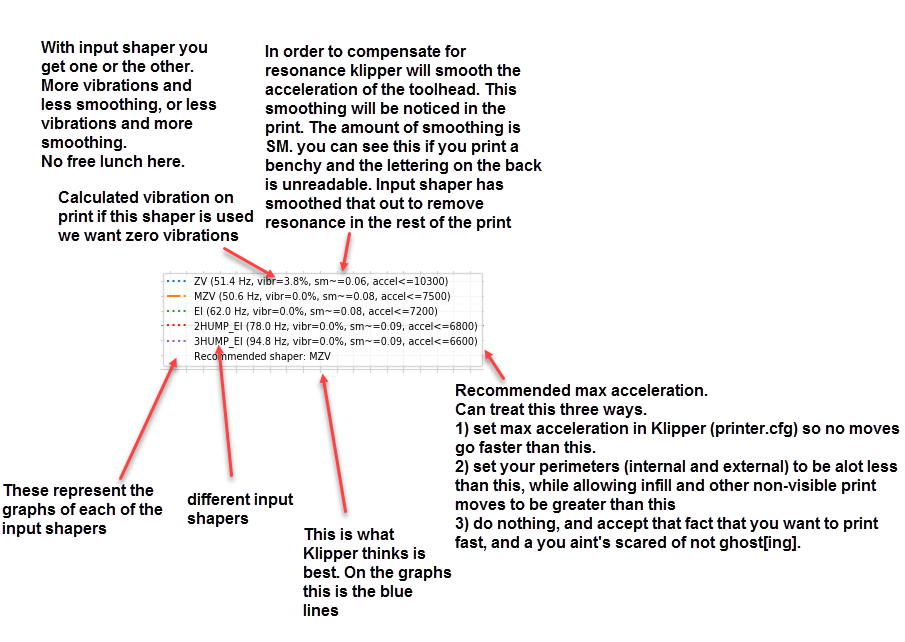 With input shaper you
get one or the other.
More vibrations and
less smoothing, or less
vibrations and more
smoothing.
No free lunch here.
In order to compensate for
resonance klipper will smooth the
acceleration of the toolhead. This
smoothing will be noticed in the
print. The amount of smoothing is
SM. you can see this if you print a
benchy and the lettering on the back
is unreadable. Input shaper has
smoothed that out to remove
resonance in the rest of the print
Calculated vibration on
print if this shaper is used
we want zero vibrations
ZV (51.4 Hz, vibr=3.8%, sm~=0.06, accel<=10300)
MZV (50.6 Hz, vibr=0.0%, sm~=0.08, accel<=7500)
EI (62.0 Hz, vibr=0.0%, sm~=0.08, accel<=7200)
2HUMP_EI (78.0 Hz, vibr=0.0%, sm~=0.09, accel<=6800)
3HUMP_EI (94.8 Hz, vibr=0.0%, sm~=0.09, accel<=6600)
Recommended shaper: MZV
Recommended max acceleration.
Can treat this three ways.
1) set max acceleration in Klipper (printer.cfg) so no moves
go faster than this.
2) set your perimeters (internal and external) to be alot less
than this, while allowing infill and other non-visible print
moves to be greater than this
3) do nothing, and accept that fact that you want to print
fast, and a you aint's scared of not ghost[ing].
These represent the
graphs of each of the
input shapers
different input
shapers
This is what
Klipper thinks is
best. On the graphs
this is the blue
lines